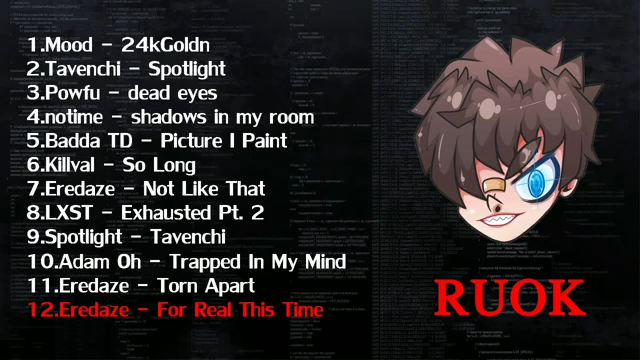 1.Mood - 24kGoldn
2.Tavenchi - Spotlight
3.Powfu - dead eyes
4.notime - shadows in my room
5.Badda TD - Picture I Paint
6.Killval - So Long
7.Eredaze - Not Like That
8.LXST - Exhausted Pt. 2
9.Spotlight - Tavenchi
10.Adam Oh - Trapped In My Mind
11.Eredaze - Torn Apart
12.Eredaze - For Real This Time
RUOK